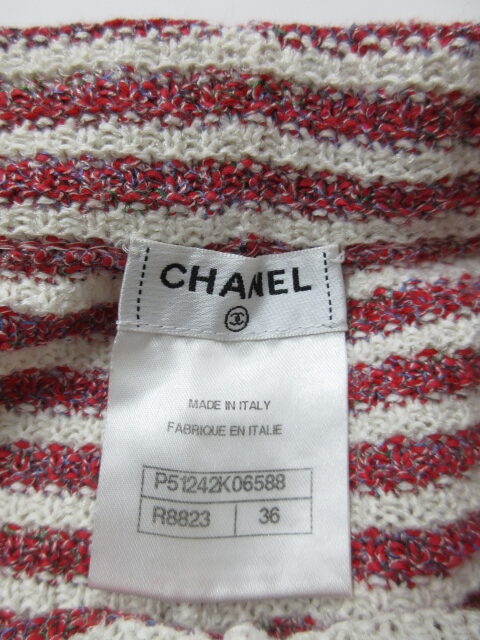 CHANEL
MADE IN ITALY
FABRIQUE EN ITALIE
P51242K06588
R8823 36